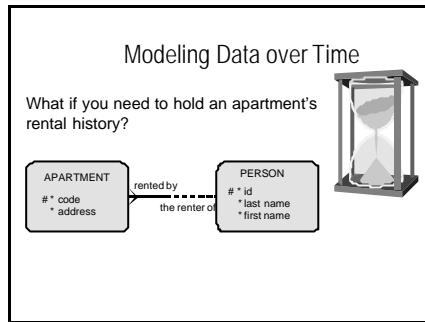 Modeling Data over Time
What if you need to hold an apartment's
rental history?
APARTMENT
# * code
* address
rented by
the renter of
PERSON
# * id
* last name
* first name